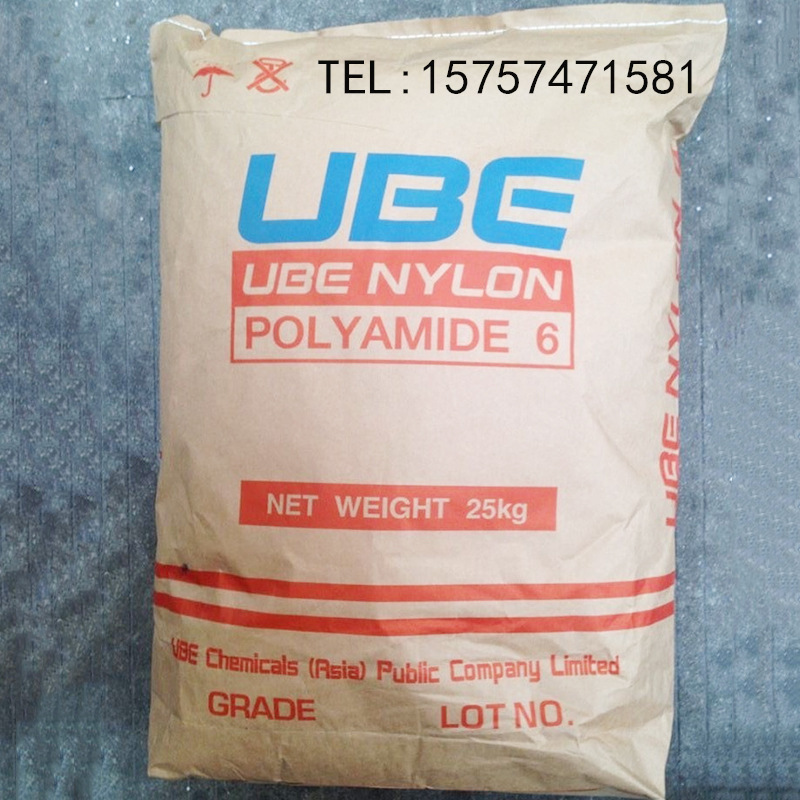 TEL : 15757471581
UBE
UBE NYLON
POLYAMIDE 6
NET WEIGHT 25kg
UBE Chemicals (Asia) Public Company Limited
GRADE
LOT NO.
UBE NYLON